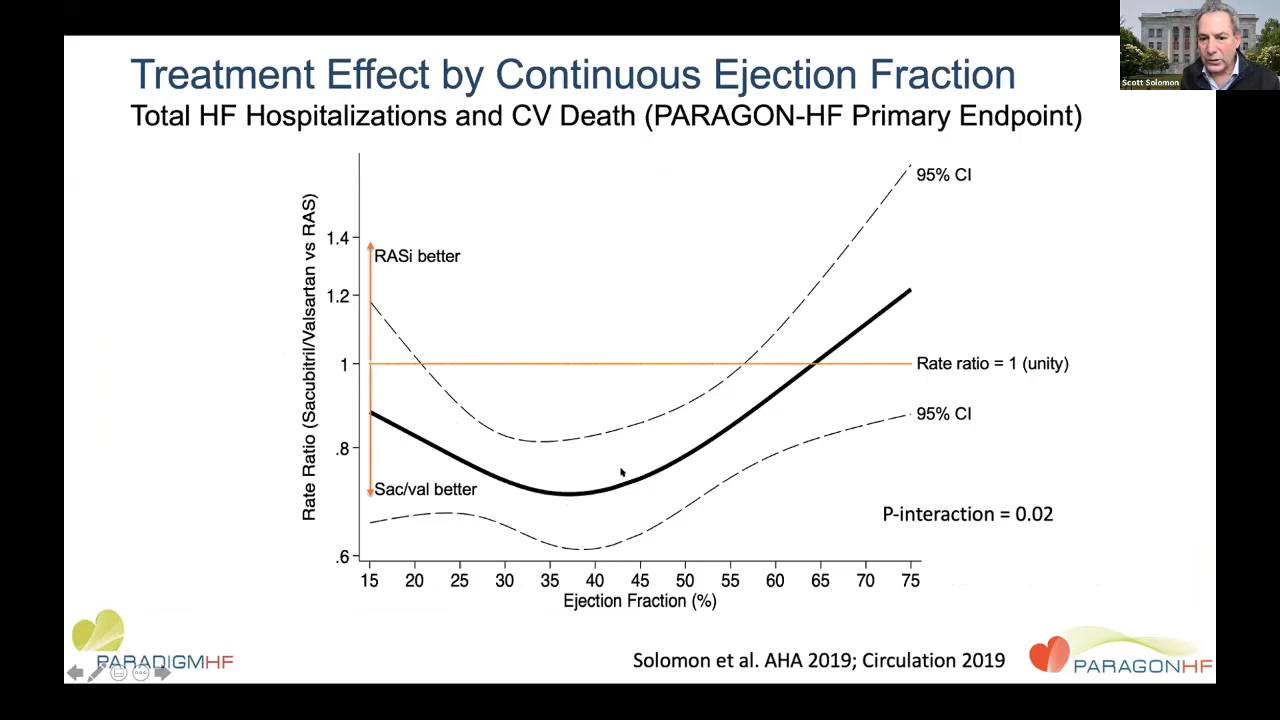 Treatment Effect by Continuous Ejection Fraction
Total HF Hospitalizations and CV Death (PARAGON-HF Primary Endpoint)
Scott Solomon
Rate Ratio (Sacubitril/Valsartan vs RAS)
1.4
1.2
1
.8
.6
RASi better
Sac/val better
95% CI
Rate ratio = 1 (unity)
95% CI
P-interaction = 0.02
15 20 25 30 35 40 45 50 55 60 65 70 75
Ejection Fraction (%)
PARADIGMHF
Solomon et al. AHA 2019; Circulation 2019
PARAGONHF